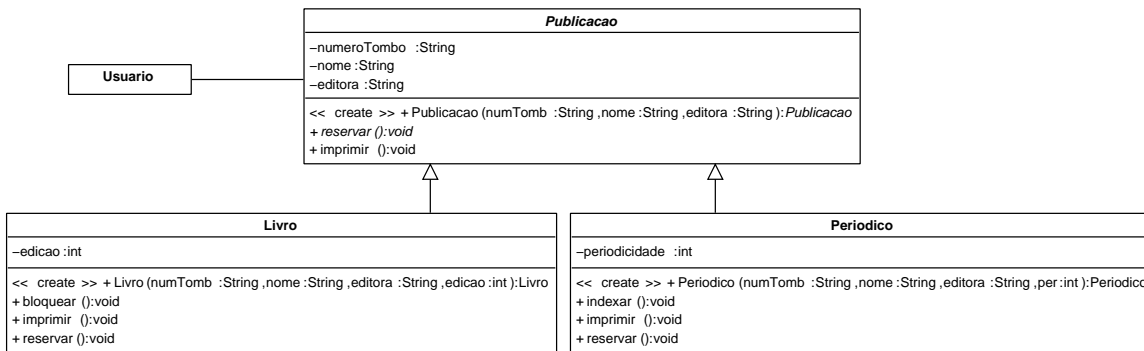 Publicacao
–numeroTombo :String
–nome :String
–editora :String
Usuario
<< create >> + Publicacao (numTomb :String ,nome :String ,editora :String ): Publicacao
+ reservar ():void
+ imprimir ():void
Livro
–edicao :int
<< create >> + Livro (numTomb :String ,nome :String ,editora :String ,edicao :int ):Livro
+ bloquear ():void
+ imprimir ():void
+ reservar ():void
Periodico
–periodicidade :int
<< create >> + Periodico (numTomb :String ,nome :String ,editora :String ,per :int ):Periodico
+ indexar ():void
+ imprimir ():void
+ reservar ():void